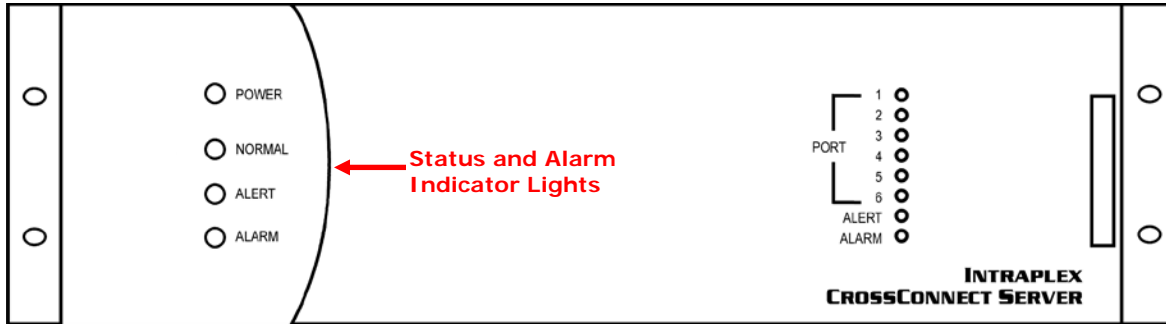 POWER
NORMAL
ALERT
ALARM
Status and Alarm
Indicator Lights
PORT
1
2
3
4
5
6
ALERT
ALARM
INTRAPLEX
CROSSCONNECT SERVER